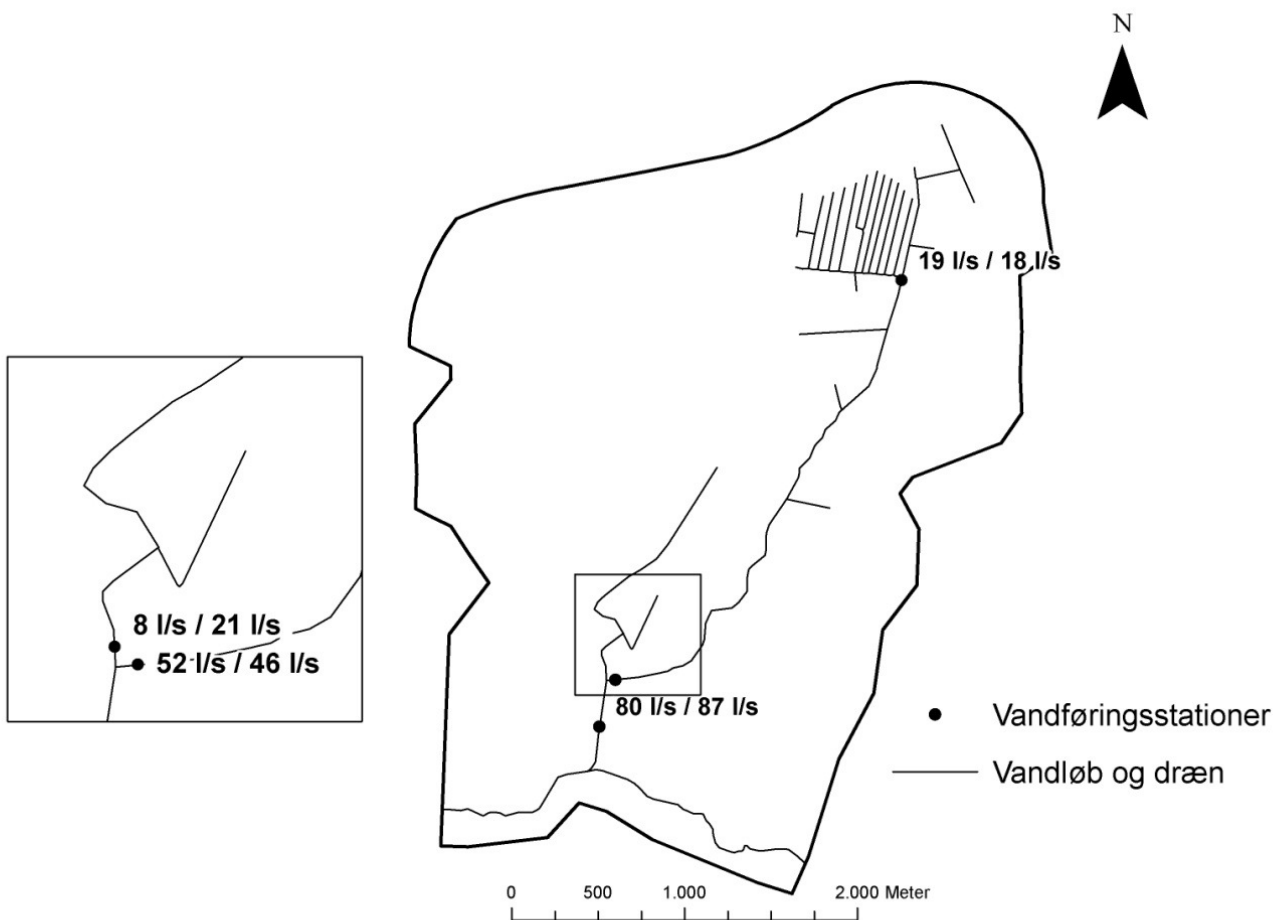 N
19 l/s / 18 l/s
8 l/s / 21 l/s
52 l/s / 46 l/s
80 l/s / 87 l/s
Vandføringsstationer
Vandløb og dræn
0 500 1.000 2.000 Meter